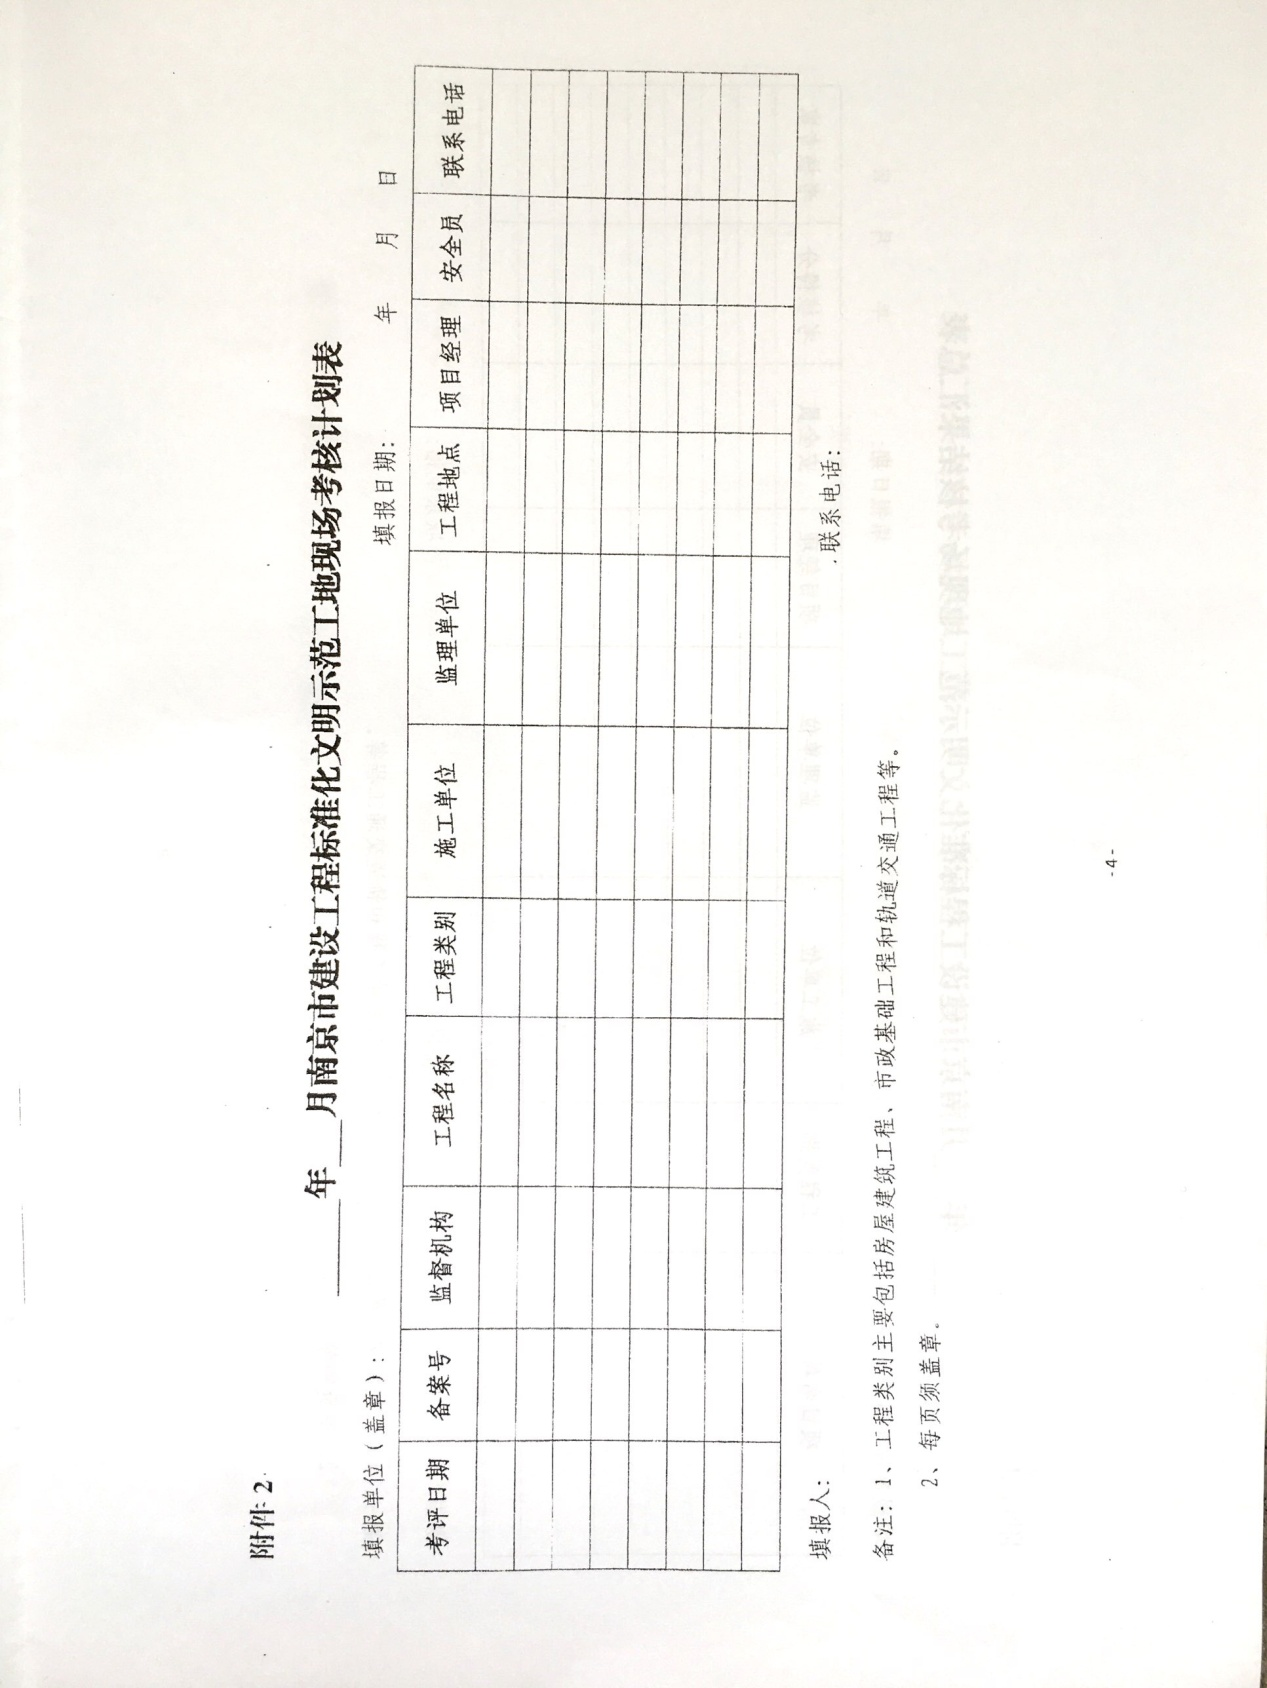 附件2
____年__月南京市建设工程标准化文明示范工地现场考核计划表
填报单位（盖章）： 填报日期： 年 月 日
考评日期 备案号 监督机构 工程名称 工程类别 施工单位 监理单位 工程地点 项目经理 安全员 联系电话
填报人： 联系电话：
备注：1、工程类别主要包括房屋建筑工程、市政基础工程和轨道交通工程等。
2、每页须盖章。
-4-